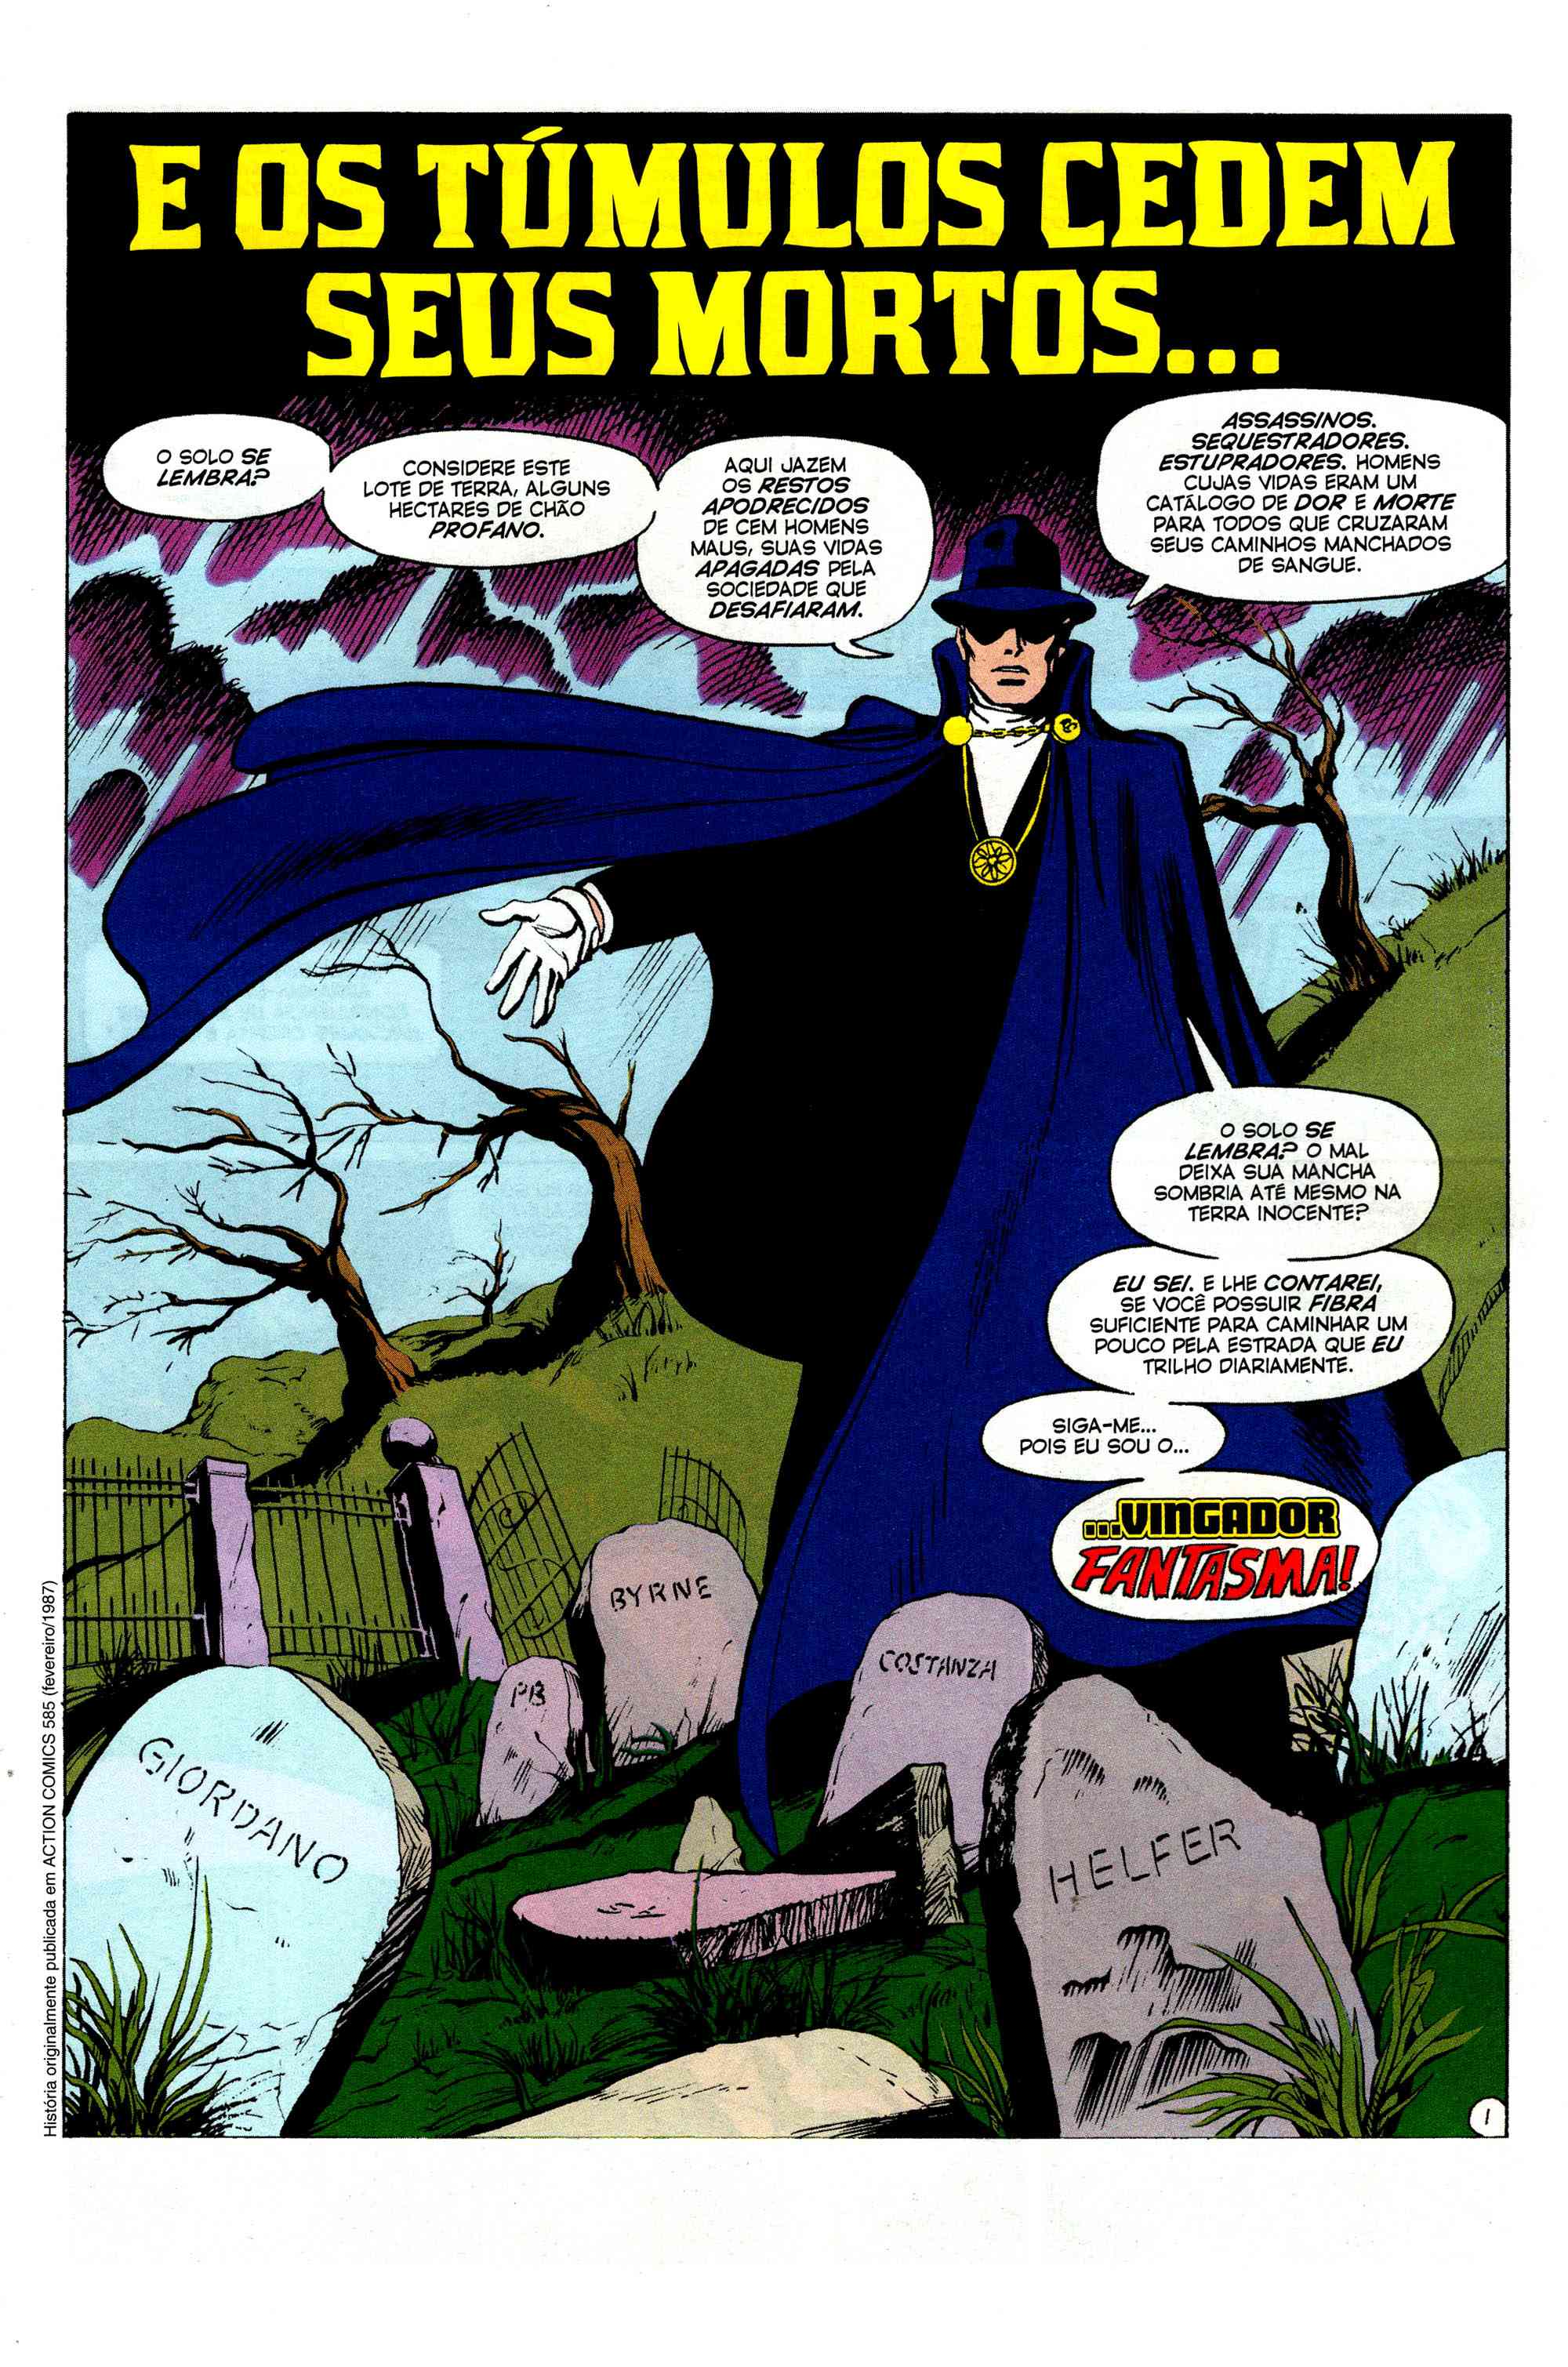 E OS TÚMULOS CEDEM
SEUS MORTOS...
O SOLO SE
LEMBRA?
CONSIDERE ESTE
LOTE DE TERRA, ALGUNS
HECTARES DE CHÃO
PROFANO.
AQUI JAZEM
OS RESTOS
APODRECIDOS
DE CEM HOMENS
MAUS, SUAS VIDAS
APAGADAS PELA
SOCIEDADE QUE
DESAFIARAM.
ASSASSINOS.
SEQUESTRADORES.
ESTUPRADORES. HOMENS
CUJAS VIDAS ERAM UM
CATÁLOGO DE DOR E MORTE
PARA TODOS QUE CRUZARAM
SEUS CAMINHOS MANCHADOS
DE SANGUE.
O SOLO SE
LEMBRA? O MAL
DEIXA SUA MANCHA
SOMBRIA ATÉ MESMO NA
TERRA INOCENTE?
EU SEI. E LHE CONTAREI,
SE VOCÊ POSSUIR FIBRA
SUFICIENTE PARA CAMINHAR UM
POUCO PELA ESTRADA QUE EU
TRILHO DIARIAMENTE.
SIGA-ME...
POIS EU SOU O...
...VINGADOR
FANTASMA!
BYRNE
PB
COSTANZA
GIORDANO
HELFER
História originalmente publicada em ACTION COMICS 585 (fevereiro/1987)
1